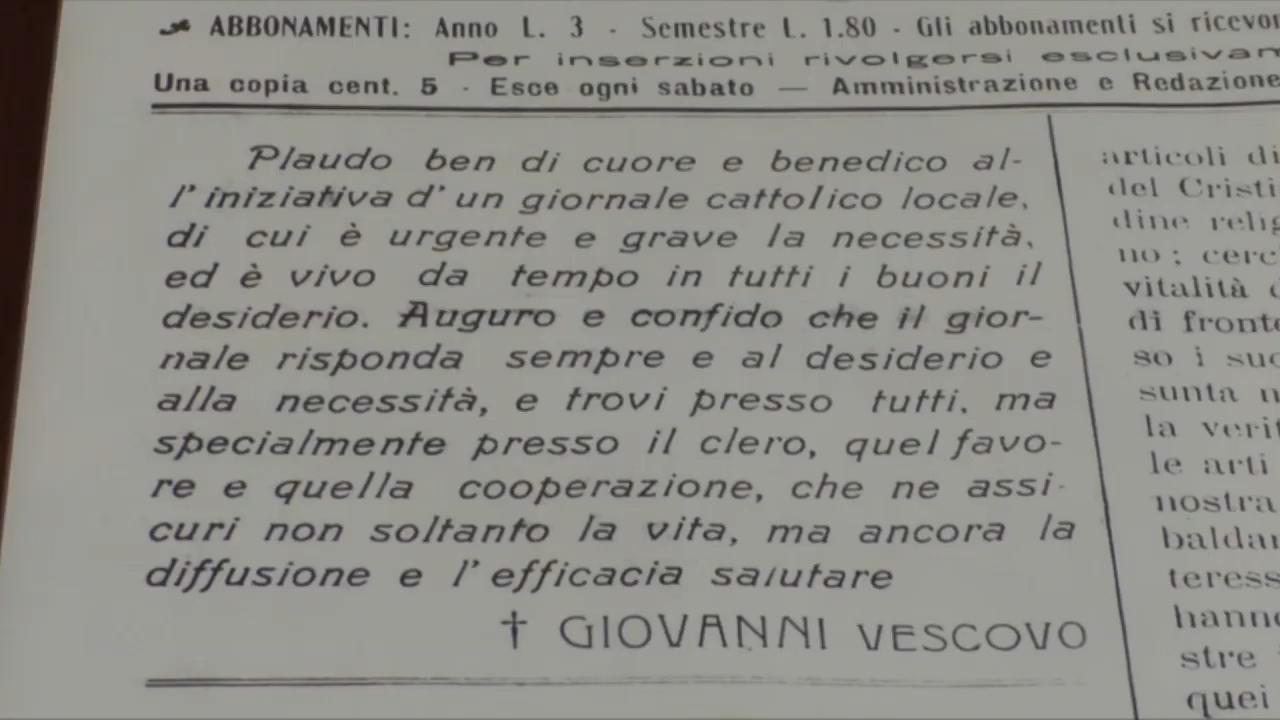 ABBONAMENTI: Anno L. 3 - Semestre L. 1.80 - Gli abbonamenti si
Per inserzioni rivolgersi
Una copia cent. 5 - Esce ogni sabato — Amministrazione e Redazione
Plaudo ben di cuore e benedico al-
l'iniziativa d'un giornale cattolico locale,
di cui è urgente e grave la necessità,
ed è vivo da tempo in tutti i buoni il
desiderio. Auguro e confido che il gior-
nale risponda sempre e al desiderio e
alla necessità, e trovi presso tutti, ma
specialmente presso il clero, quel favo-
re e quella cooperazione, che ne assi-
curi non soltanto la vita, ma ancora la
diffusione e l'efficacia salutare
† GIOVANNI VESCOVO
articoli di
del
dine
no;
vitalità
di
so i
sunta
la
le arti
nostra
stre
quei